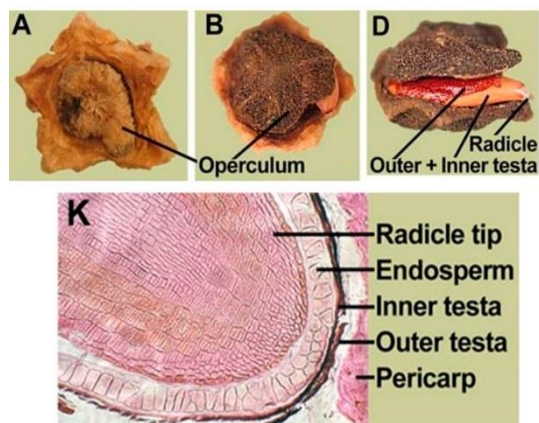 A
B
D
Operculum
Radicle
Outer + Inner testa
K
Radicle tip
Endosperm
Inner testa
Outer testa
Pericarp